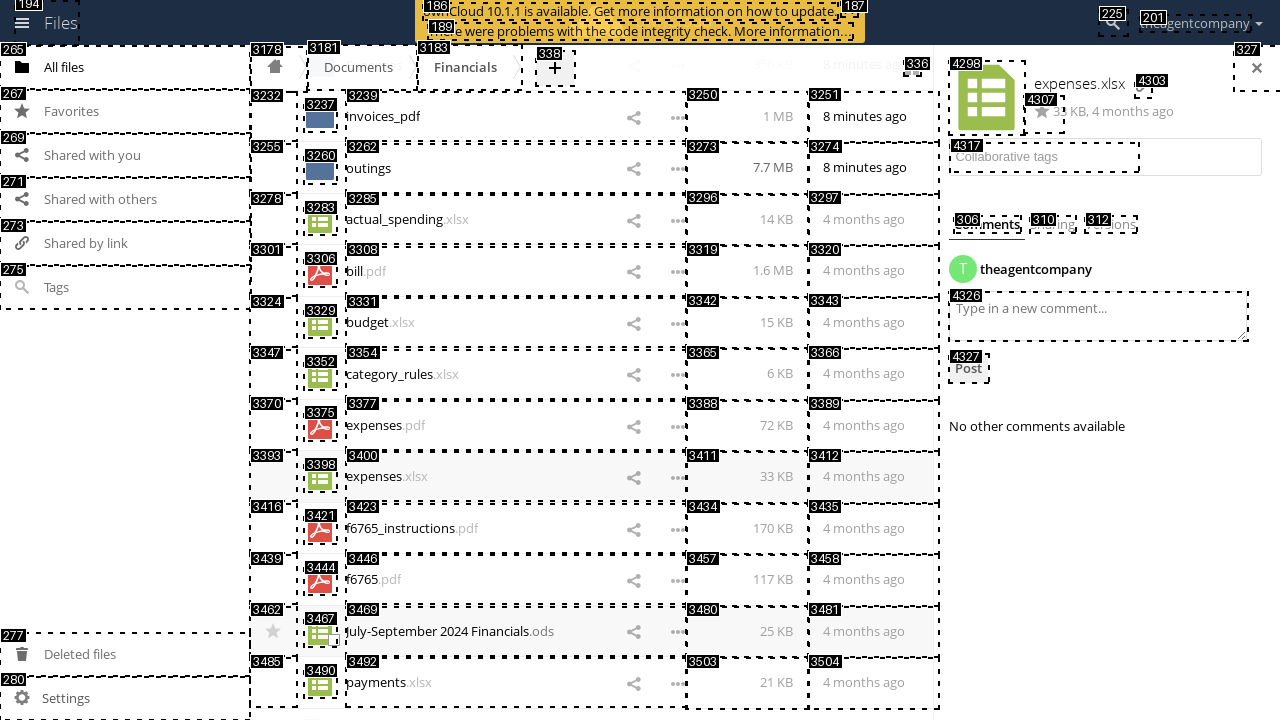 194
Files
186
ownCloud 10.1.1 is available. Get more information on how to update.
187
189
There were problems with the code integrity check. More information…
225
201
theagentcompany
265
All files
267
Favorites
269
Shared with you
271
Shared with others
273
Shared by link
275
Tags
277
Deleted files
280
Settings
3178
3181
Documents
3183
Financials
338
+
336
8 minutes ago
3232
3237
3239
invoices_pdf
3250
1 MB
3251
8 minutes ago
3255
3260
3262
outings
3273
7.7 MB
3274
8 minutes ago
3278
3283
3285
actual_spending.xlsx
3296
14 KB
3297
4 months ago
3301
3306
3308
bill.pdf
3319
1.6 MB
3320
4 months ago
3324
3329
3331
budget.xlsx
3342
15 KB
3343
4 months ago
3347
3352
3354
category_rules.xlsx
3365
6 KB
3366
4 months ago
3370
3375
3377
expenses.pdf
3388
72 KB
3389
4 months ago
3393
3398
3400
expenses.xlsx
3411
33 KB
3412
4 months ago
3416
3421
3423
f6765_instructions.pdf
3434
170 KB
3435
4 months ago
3439
3444
3446
f6765.pdf
3457
117 KB
3458
4 months ago
3462
3467
3469
July-September 2024 Financials.ods
3480
25 KB
3481
4 months ago
3485
3490
3492
payments.xlsx
3503
21 KB
3504
4 months ago
327
×
4298
expenses.xlsx
4303
4307
33 KB, 4 months ago
4317
Collaborative tags
306
Comments
310
Sharing
312
Versions
T
theagentcompany
4326
Type in a new comment...
4327
Post
No other comments available